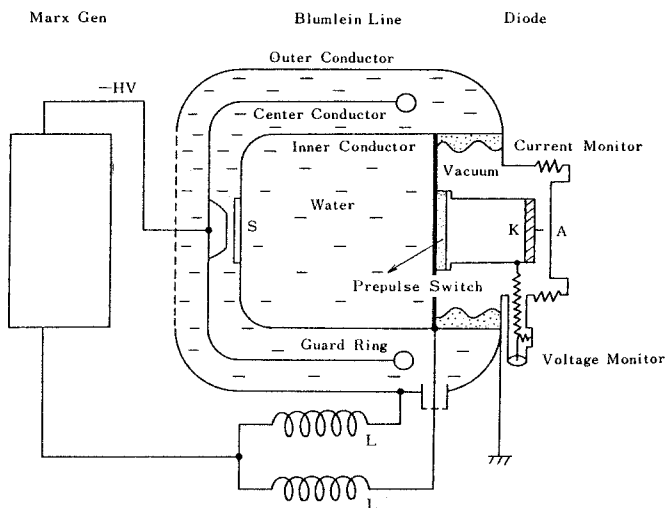 Marx Gen
Blumlein Line
Diode
Outer Conductor
—HV
Center Conductor
Inner Conductor
Current Monitor
Vacuum
Water
S
K
A
Prepulse Switch
Guard Ring
Voltage Monitor
L
L